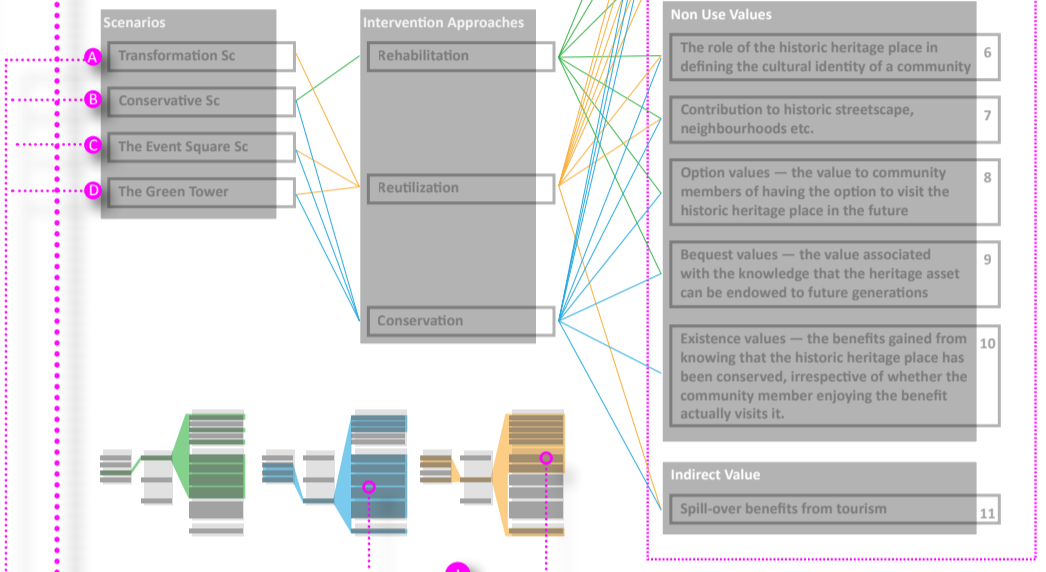 Scenarios
A
Transformation Sc
B
Conservative Sc
C
The Event Square Sc
D
The Green Tower
Intervention Approaches
Rehabilitation
Reutilization
Conservation
Non Use Values
The role of the historic heritage place in
defining the cultural identity of a community
6
Contribution to historic streetscape,
neighbourhoods etc.
7
Option values — the value to community
members of having the option to visit the
historic heritage place in the future
8
Bequest values — the value associated
with the knowledge that the heritage asset
can be endowed to future generations
9
Existence values — the benefits gained from
knowing that the historic heritage place has
been conserved, irrespective of whether the
community member enjoying the benefit
actually visits it.
10
Indirect Value
Spill-over benefits from tourism
11